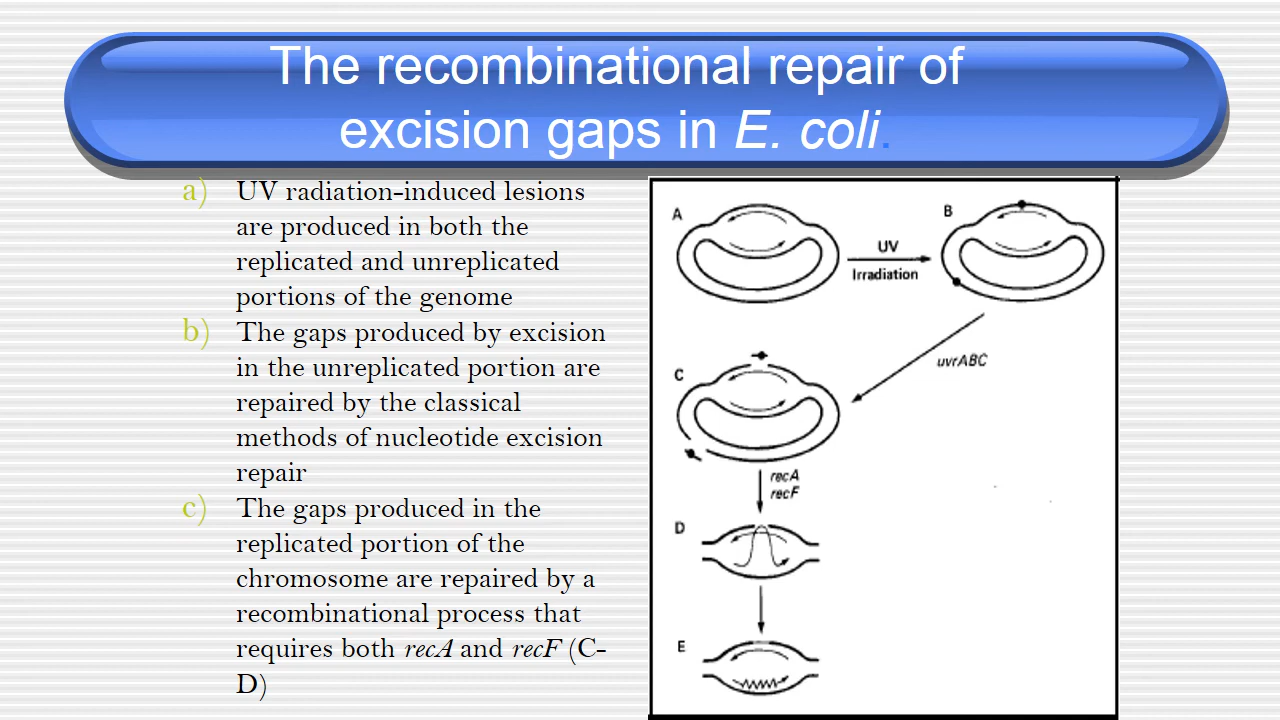 The recombinational repair of
excision gaps in E. coli.
a) UV radiation-induced lesions
are produced in both the
replicated and unreplicated
portions of the genome
b) The gaps produced by excision
in the unreplicated portion are
repaired by the classical
methods of nucleotide excision
repair
c) The gaps produced in the
replicated portion of the
chromosome are repaired by a
recombinational process that
requires both recA and recF (C-
D)
A
UV
Irradiation
B
uvrABC
C
recA
recF
D
E